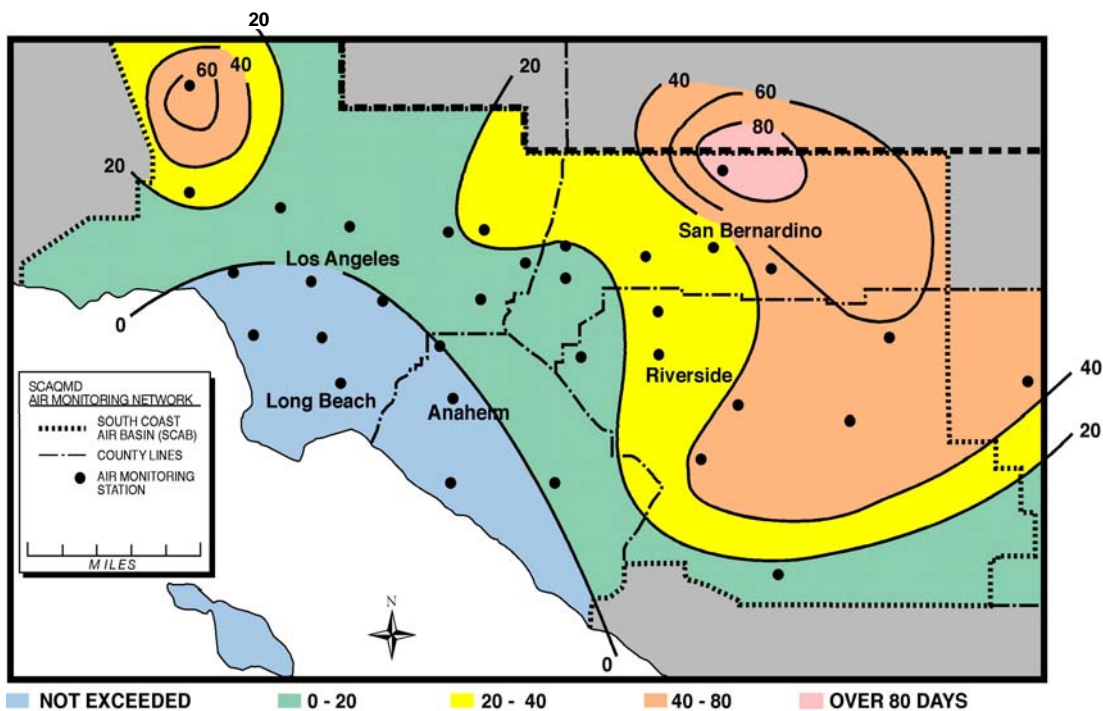 20
60 40
20
40
60
80
20
San Bernardino
Los Angeles
0
Riverside
40
Long Beach
Anaheim
20
SCAQMD
AIR MONITORING NETWORK
SOUTH COAST
AIR BASIN (SCAB)
COUNTY LINES
AIR MONITORING
STATION
MILES
N
0
NOT EXCEEDED 0 - 20 20 - 40 40 - 80 OVER 80 DAYS